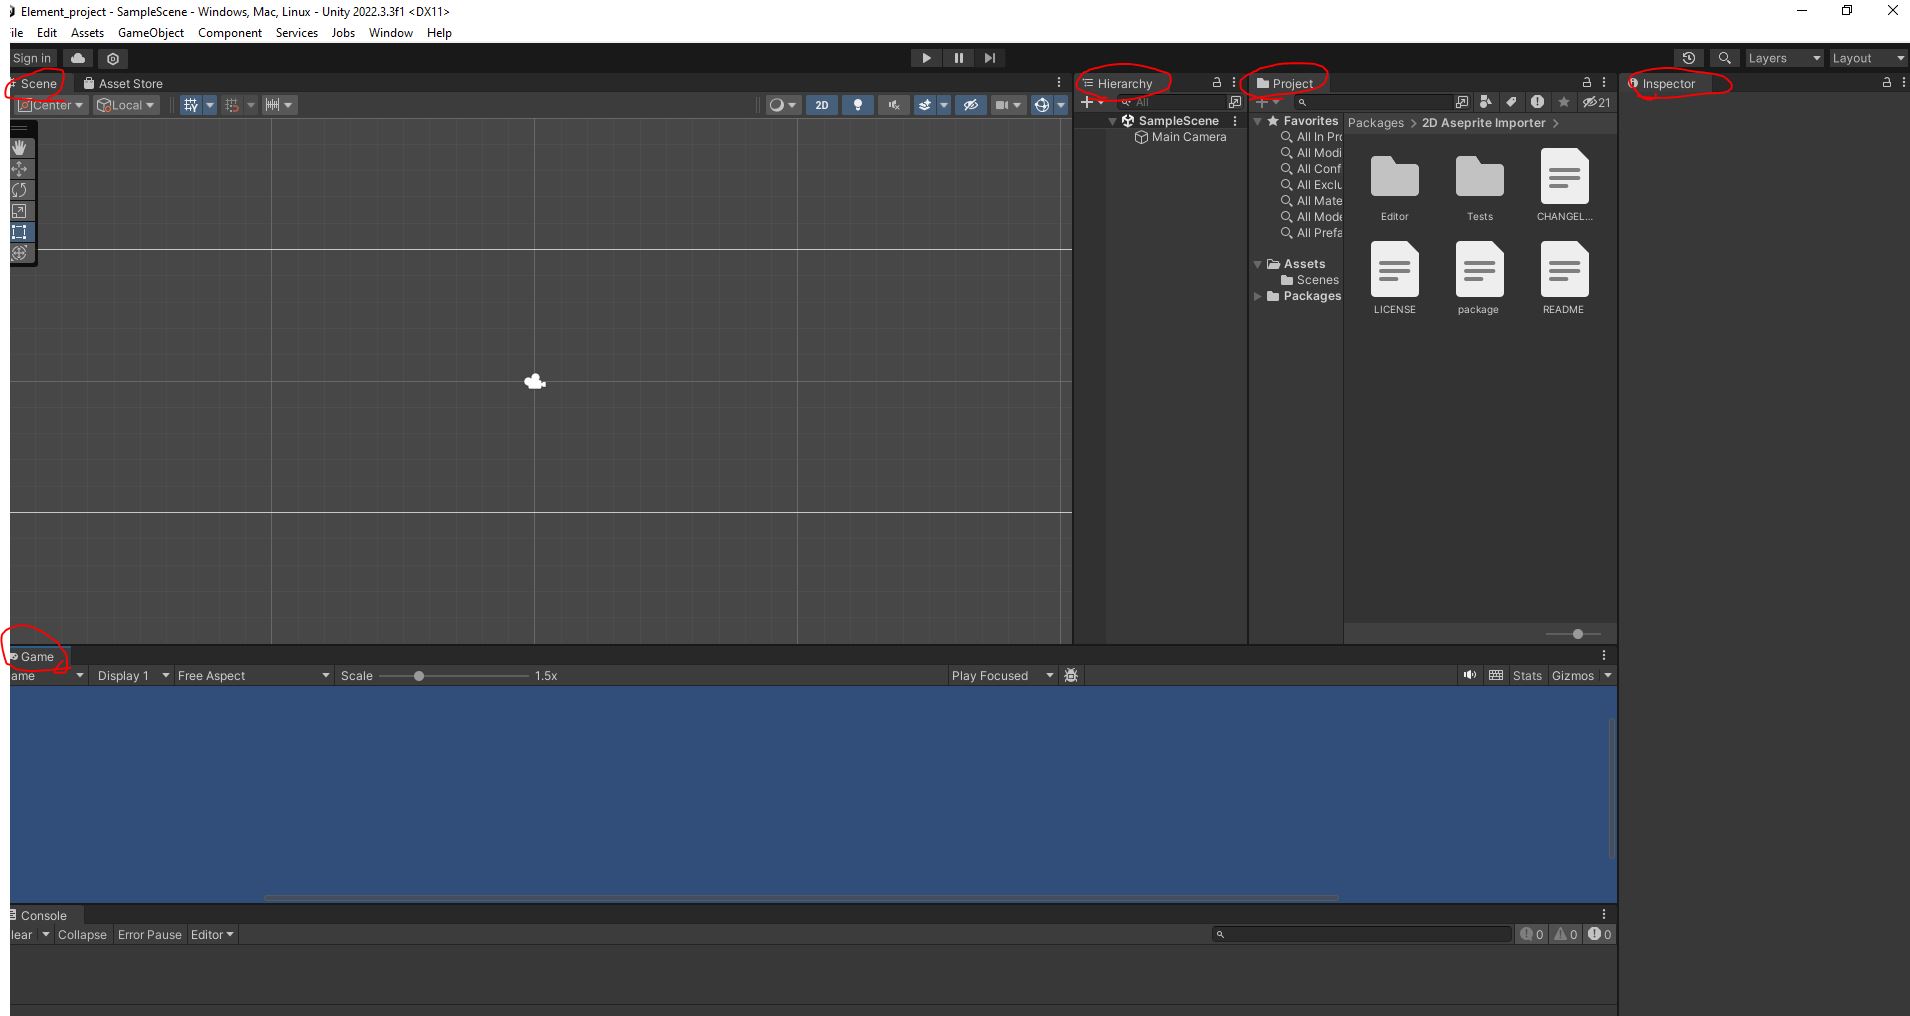 Element_project - SampleScene - Windows, Mac, Linux - Unity 2022.3.3f1 <DX11>
ile Edit Assets GameObject Component Services Jobs Window Help
Sign in
Layers Layout
Scene Asset Store
Center Local
2D
Hierarchy
All
SampleScene
Main Camera
Project
21
Favorites
All In Pro
All Modi
All Conf
All Exclu
All Mate
All Mode
All Prefa
Assets
Scenes
Packages
Packages > 2D Aseprite Importer >
Editor Tests CHANGEL...
LICENSE package README
Inspector
Game
ame Display 1 Free Aspect Scale 1.5x Play Focused Stats Gizmos
Console
lear Collapse Error Pause Editor 0 0 0